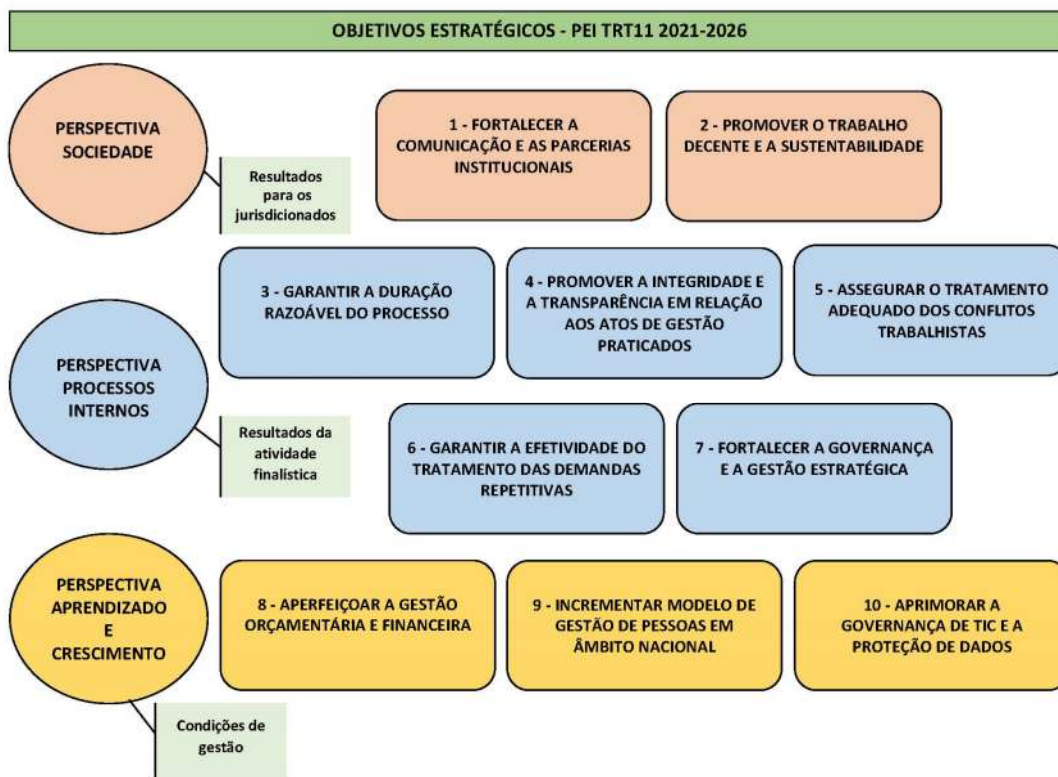 OBJETIVOS ESTRATÉGICOS - PEI TRT11 2021-2026
PERSPECTIVA
SOCIEDADE
Resultados
para os
jurisdicionados
1 - FORTALECER A
COMUNICAÇÃO E AS PARCERIAS
INSTITUCIONAIS
2 - PROMOVER O TRABALHO
DECENTE E A SUSTENTABILIDADE
PERSPECTIVA
PROCESSOS
INTERNOS
Resultados da
atividade
finalística
3 - GARANTIR A DURAÇÃO
RAZOÁVEL DO PROCESSO
4 - PROMOVER A INTEGRIDADE E
A TRANSPARÊNCIA EM RELAÇÃO
AOS ATOS DE GESTÃO
PRATICADOS
5 - ASSEGURAR O TRATAMENTO
ADEQUADO DOS CONFLITOS
TRABALHISTAS
6 - GARANTIR A EFETIVIDADE DO
TRATAMENTO DAS DEMANDAS
REPETITIVAS
7 - FORTALECER A GOVERNANÇA
E A GESTÃO ESTRATÉGICA
PERSPECTIVA
APRENDIZADO
E
CRESCIMENTO
Condições de
gestão
8 - APERFEIÇOAR A GESTÃO
ORÇAMENTÁRIA E FINANCEIRA
9 - INCREMENTAR MODELO DE
GESTÃO DE PESSOAS EM
ÂMBITO NACIONAL
10 - APRIMORAR A
GOVERNANÇA DE TIC E A
PROTEÇÃO DE DADOS